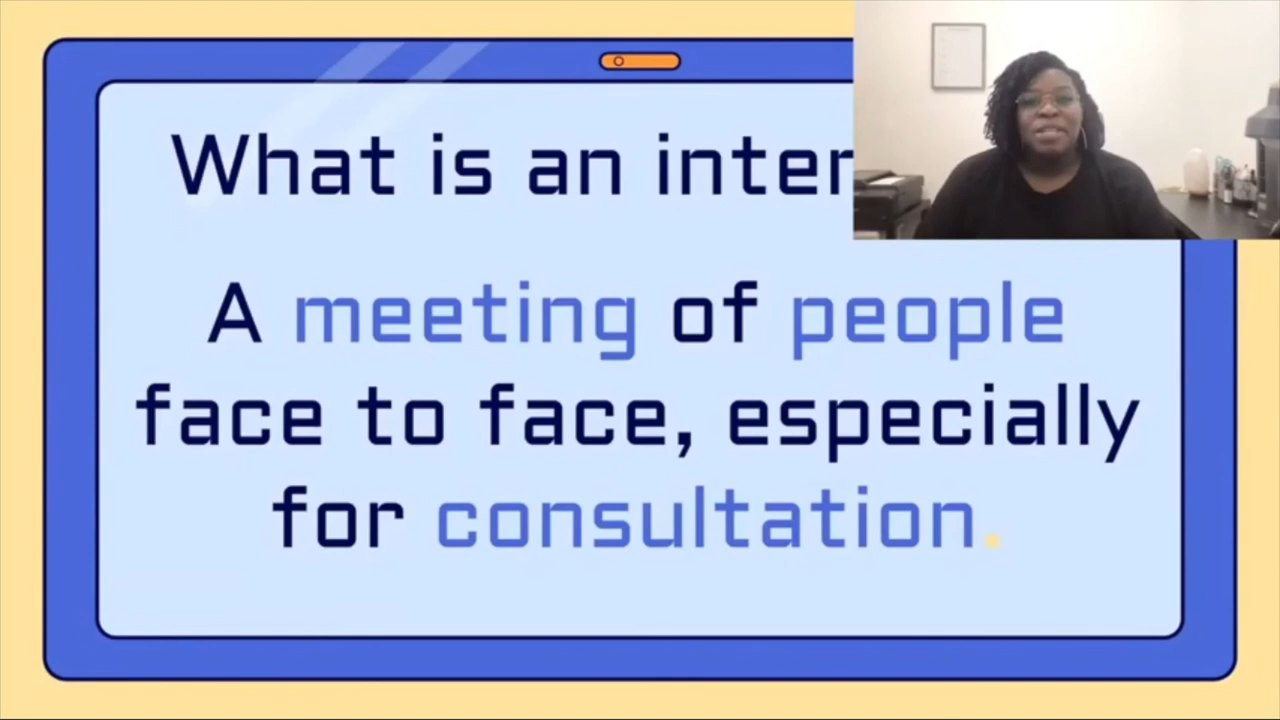 What is an inter
A meeting of people
face to face, especially
for consultation.